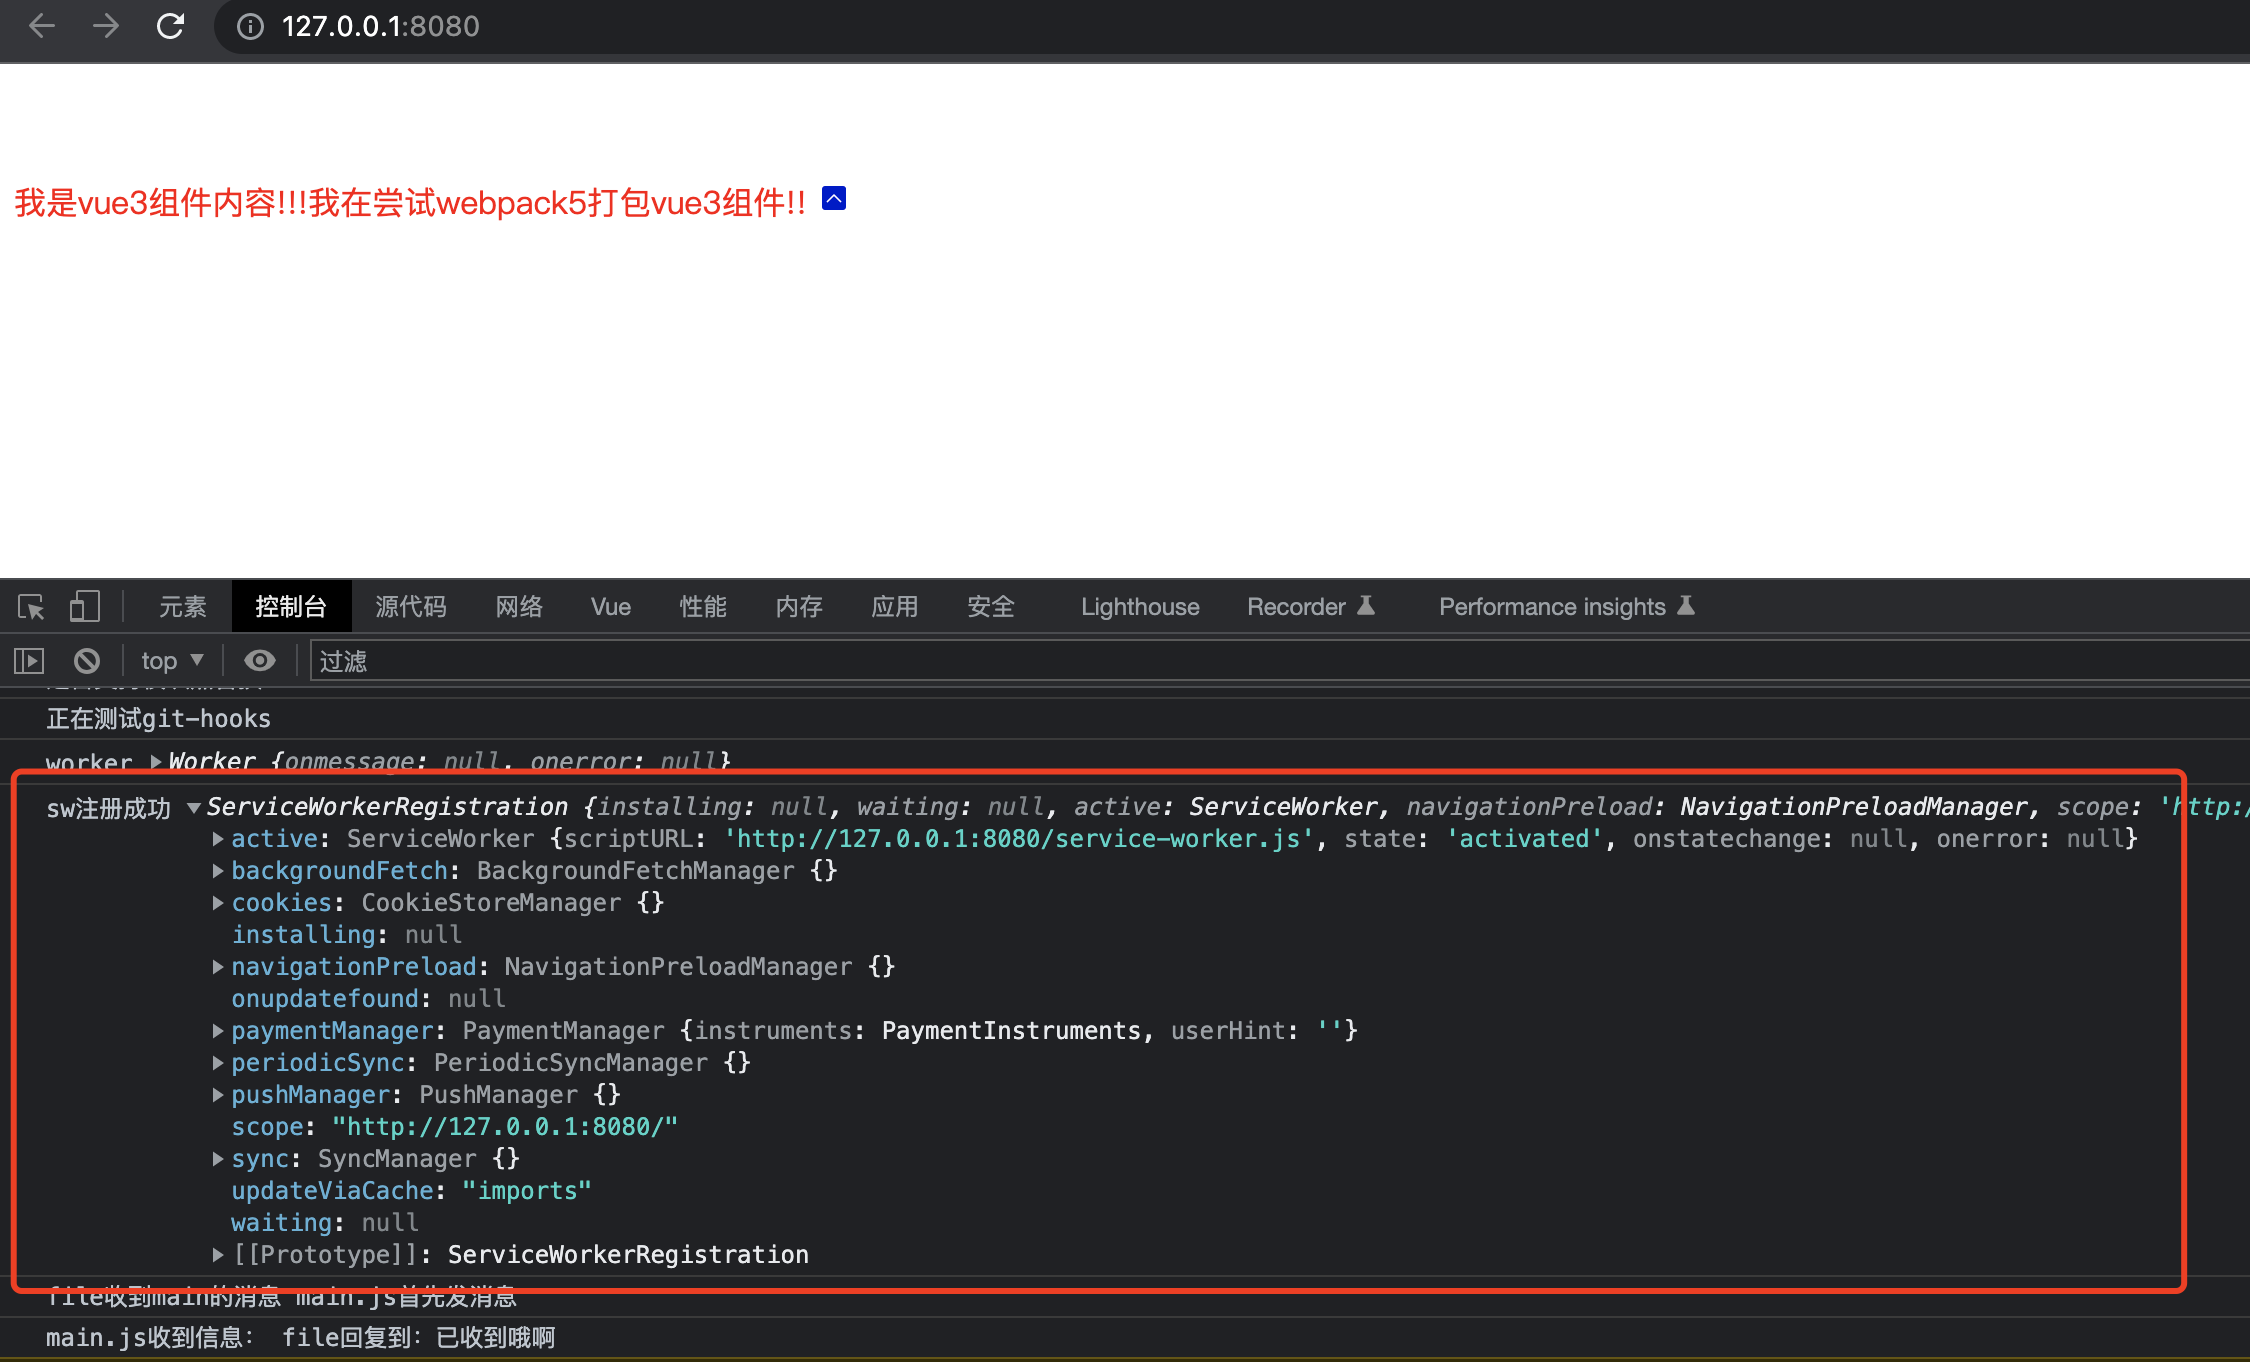 127.0.0.1:8080
我是vue3组件内容!!!我在尝试webpack5打包vue3组件!!
元素 控制台 源代码 网络 Vue 性能 内存 应用 安全 Lighthouse Recorder Performance insights
top 过滤
正在测试git-hooks
worker Worker {onmessage: null, onerror: null}
sw注册成功 ServiceWorkerRegistration {installing: null, waiting: null, active: ServiceWorker, navigationPreload: NavigationPreloadManager, scope: 'http:/
active: ServiceWorker {scriptURL: 'http://127.0.0.1:8080/service-worker.js', state: 'activated', onstatechange: null, onerror: null}
backgroundFetch: BackgroundFetchManager {}
cookies: CookieStoreManager {}
installing: null
navigationPreload: NavigationPreloadManager {}
onupdatefound: null
paymentManager: PaymentManager {instruments: PaymentInstruments, userHint: ''}
periodicSync: PeriodicSyncManager {}
pushManager: PushManager {}
scope: "http://127.0.0.1:8080/"
sync: SyncManager {}
updateViaCache: "imports"
waiting: null
[[Prototype]]: ServiceWorkerRegistration
file收到main的消息 main.js首先发消息
main.js收到信息： file回复到：已收到哦啊